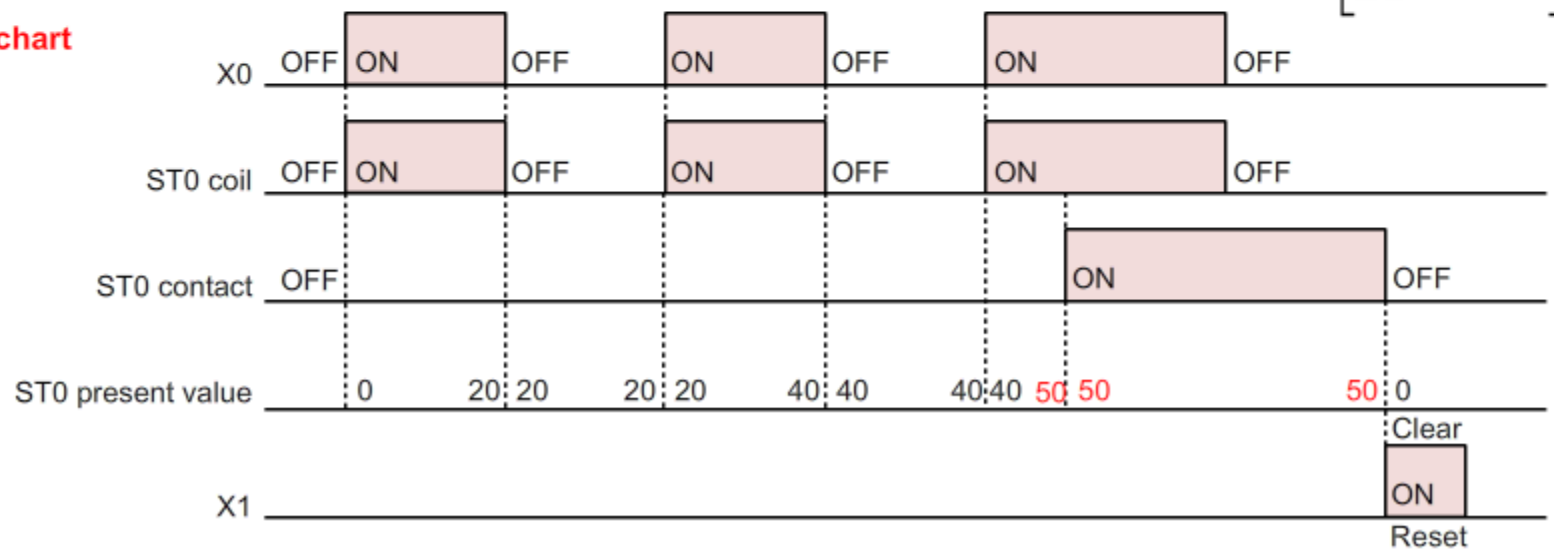 chart
X0 OFF ON OFF ON OFF ON OFF
ST0 coil OFF ON OFF ON OFF ON OFF
ST0 contact OFF ON OFF
ST0 present value 0 20 20 20 20 40 40 40 40 50 50 50 0
Clear
X1 ON
Reset